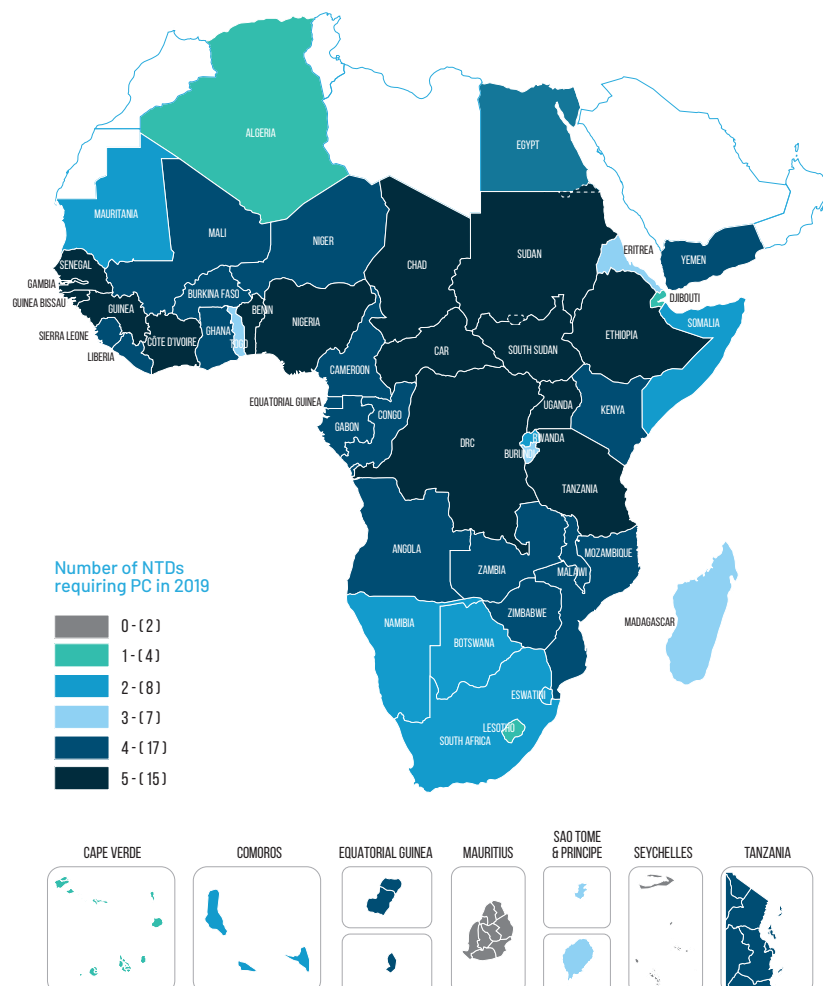 ALGERIA
EGYPT
MAURITANIA
MALI
NIGER
CHAD
SUDAN
ERITREA
YEMEN
SENEGAL
GAMBIA
GUINEA BISSAU
GUINEA
BURKINA FASO
BENIN
NIGERIA
DJIBOUTI
SOMALIA
SIERRA LEONE
LIBERIA
CÔTE D'IVOIRE
GHANA
TOGO
CAMEROON
CAR
SOUTH SUDAN
ETHIOPIA
EQUATORIAL GUINEA
GABON
CONGO
DRC
UGANDA
KENYA
RWANDA
BURUNDI
TANZANIA
ANGOLA
ZAMBIA
MALAWI
MOZAMBIQUE
ZIMBABWE
MADAGASCAR
NAMIBIA
BOTSWANA
ESWATINI
LESOTHO
SOUTH AFRICA
Number of NTDs
requiring PC in 2019
0 - ( 2 )
1 - ( 4 )
2 - ( 8 )
3 - ( 7 )
4 - ( 17 )
5 - ( 15 )
CAPE VERDE
COMOROS
EQUATORIAL GUINEA
MAURITIUS
SAO TOME
& PRINCIPE
SEYCHELLES
TANZANIA